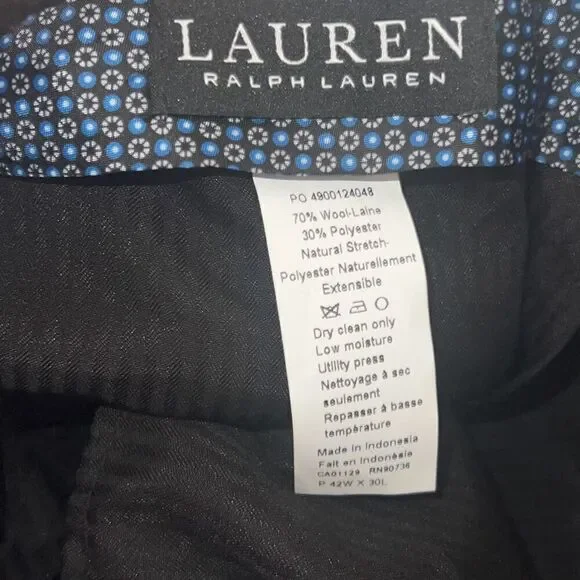 LAUREN
RALPH LAUREN
PO 4900124048
70% Wool-Laine
30% Polyester
Natural Stretch-
Polyester Naturellement
Extensible
Dry clean only
Low moisture
Utility press
Nettoyage à sec
seulement
Repasser à basse
température
Made in Indonesia
Fait en Indonésie
CA01129 RN90736
P 42W X 30L